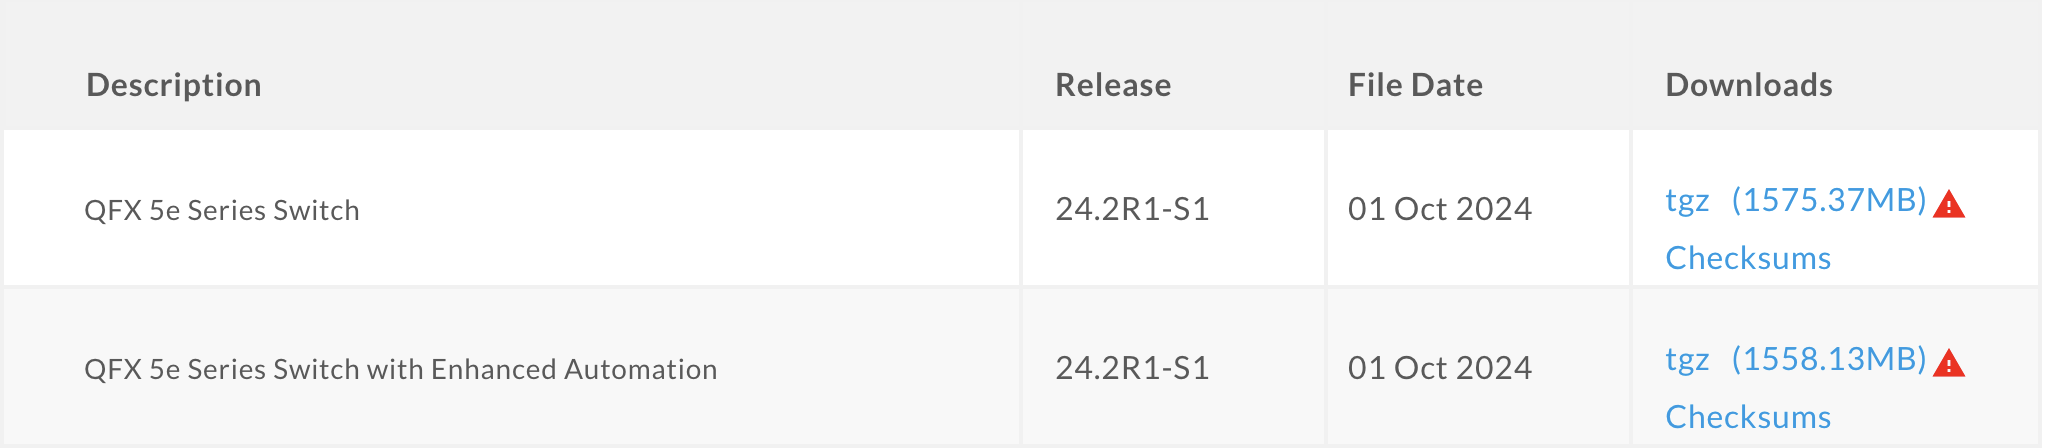 Description Release File Date Downloads
QFX 5e Series Switch 24.2R1-S1 01 Oct 2024 tgz (1575.37MB)
Checksums
QFX 5e Series Switch with Enhanced Automation 24.2R1-S1 01 Oct 2024 tgz (1558.13MB)
Checksums